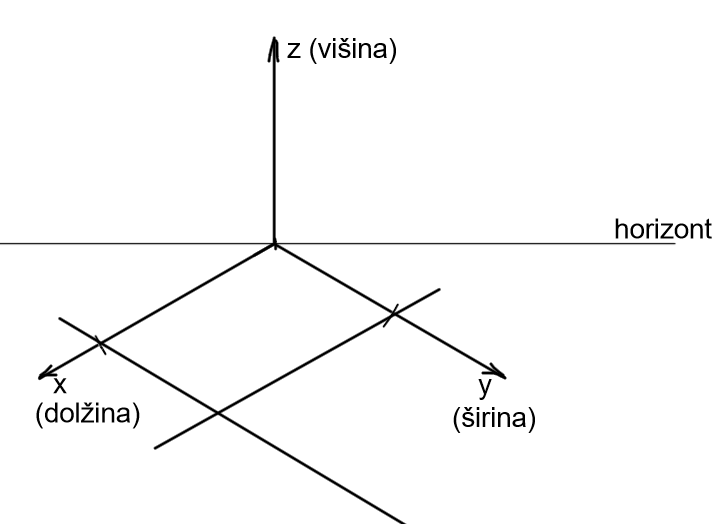 z (višina)
horizont
x
(dolžina)
y
(širina)